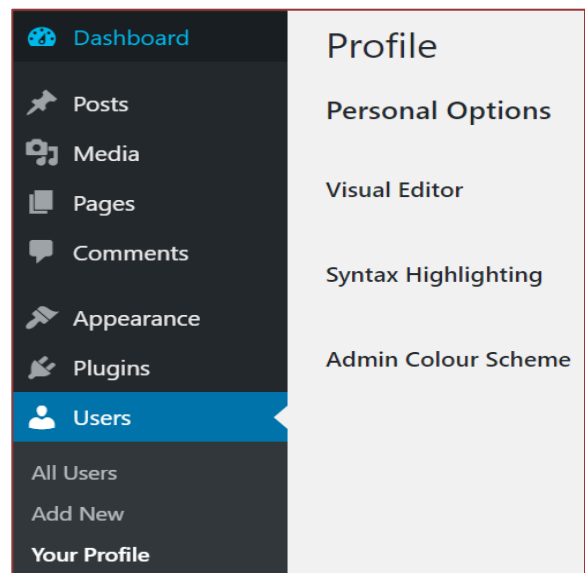 Dashboard
Posts
Media
Pages
Comments
Appearance
Plugins
Users
All Users
Add New
Your Profile
Profile
Personal Options
Visual Editor
Syntax Highlighting
Admin Colour Scheme